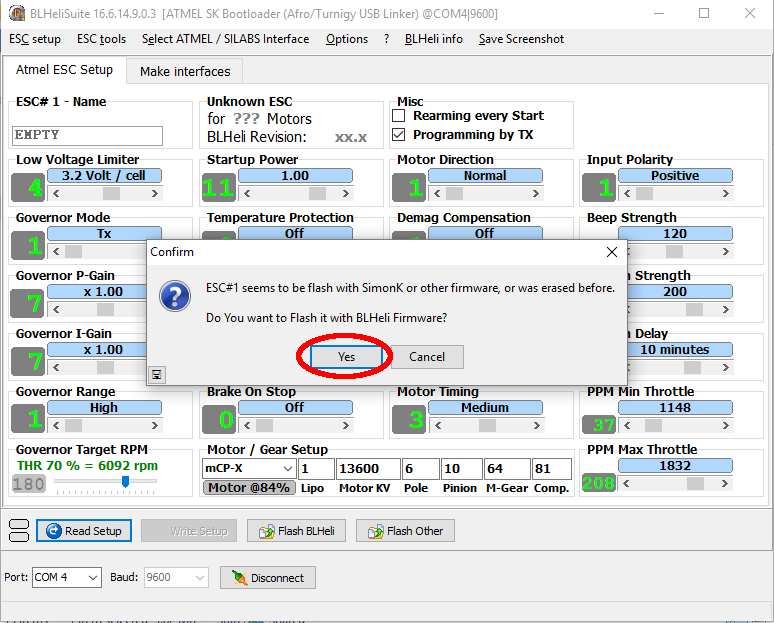 BLHeliSuite 16.6.14.9.0.3 [ATMEL SK Bootloader (Afro/Turnigy USB Linker) @COM4|9600]
ESC setup ESC tools Select ATMEL / SILABS Interface Options ? BLHeli info Save Screenshot
Atmel ESC Setup Make interfaces
ESC# 1 - Name Unknown ESC Misc
for ??? Motors Rearming every Start
EMPTY BLHeli Revision: xx.x Programming by TX
Low Voltage Limiter Startup Power Motor Direction Input Polarity
4 3.2 Volt / cell 11 1.00 1 Normal 1 Positive
Governor Mode Temperature Protection Demag Compensation Beep Strength
1 Tx Off Off 120
Confirm
ESC#1 seems to be flash with SimonK or other firmware, or was erased before.
Do You want to Flash it with BLHeli Firmware?
Yes Cancel
Governor P-Gain Strength
7 x 1.00 200
Governor I-Gain Delay
7 x 1.00 10 minutes
Governor Range Brake On Stop Motor Timing PPM Min Throttle
1 High 0 Off 3 Medium 37 1148
Governor Target RPM Motor / Gear Setup PPM Max Throttle
THR 70 % = 6092 rpm mCP-X 1 13600 6 10 64 81 1832
180 Motor @84% Lipo Motor KV Pole Pinion M-Gear Comp. 208
Read Setup Write Setup Flash BLHeli Flash Other
Port: COM 4 Baud: 9600 Disconnect